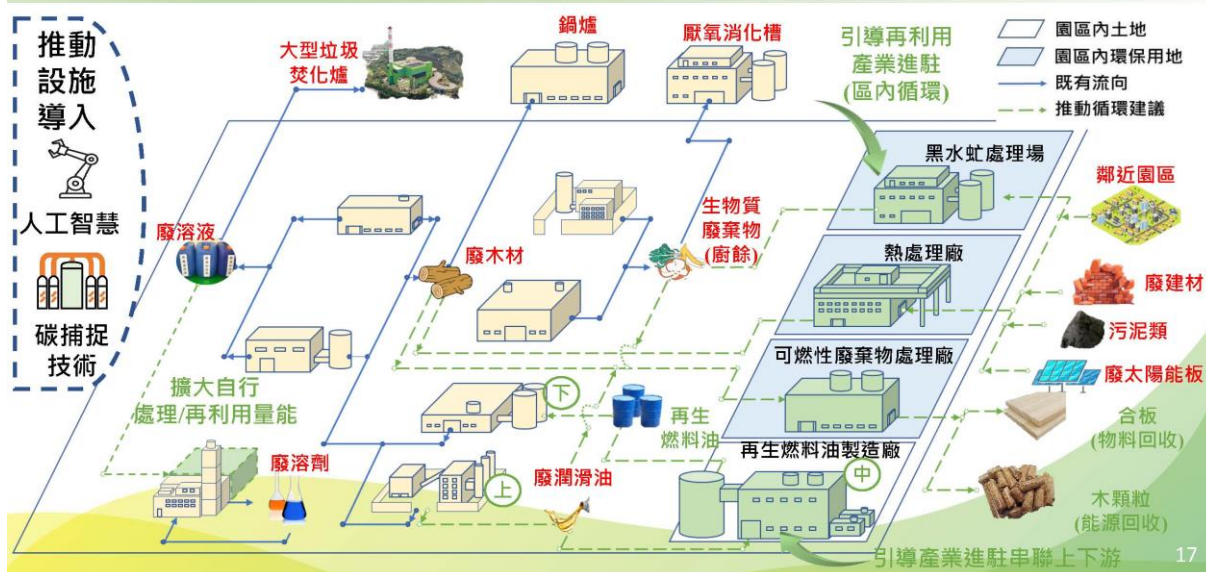 推動
設施
導入
人工智慧
碳捕捉
技術
大型垃圾
焚化爐
鍋爐
厭氧消化槽
引導再利用
產業進駐
(區內循環)
園區內土地
園區內環保用地
既有流向
推動循環建議
黑水虻處理場
鄰近園區
廢溶液
廢木材
生物質
廢棄物
(廚餘)
熱處理廠
廢建材
污泥類
可燃性廢棄物處理廠
廢太陽能板
擴大自行
處理/再利用量能
下
再生
燃料油
合板
(物料回收)
再生燃料油製造廠
廢溶劑
上
廢潤滑油
中
木顆粒
(能源回收)
引導產業進駐串聯上下游
17